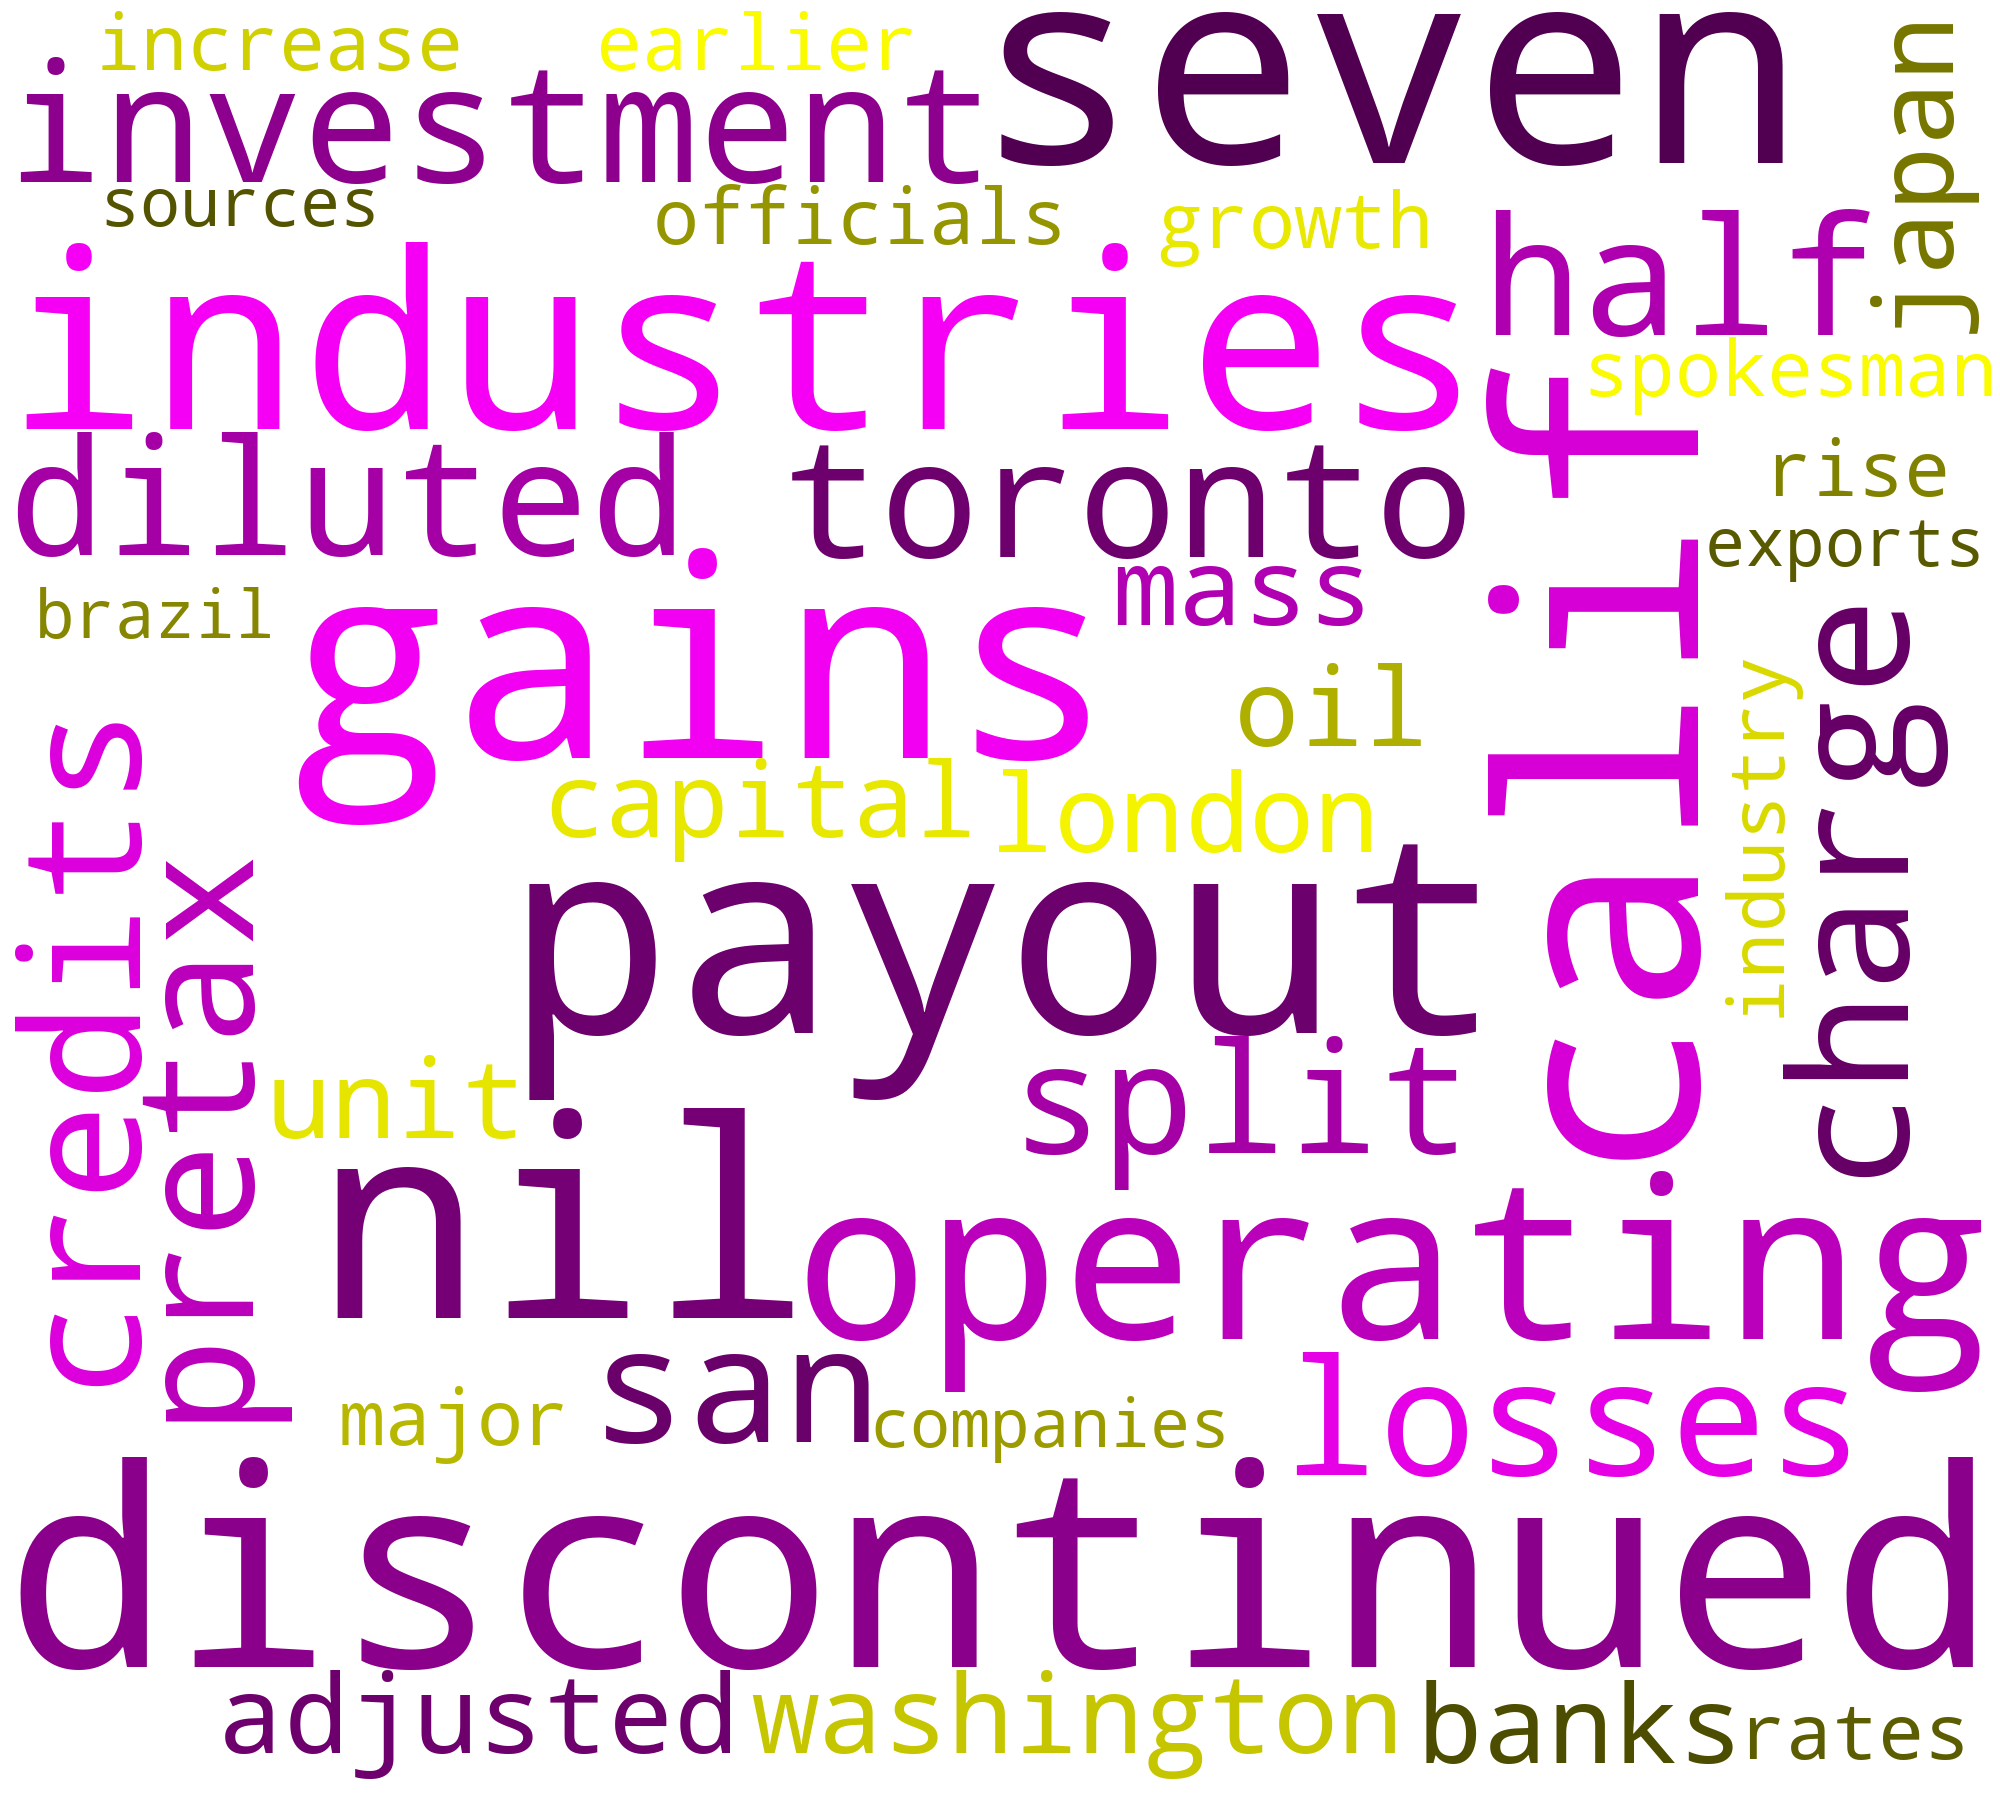 increase
earlier
seven
japan
investment
sources
officials
growth
half
industries
spokesman
calif
diluted
toronto
rise
exports
gains
mass
brazil
charge
oil
industry
credits
capital
london
pretax
payout
unit
split
nil
operating
san
losses
major
companies
discontinued
adjusted
washington
banks
rates